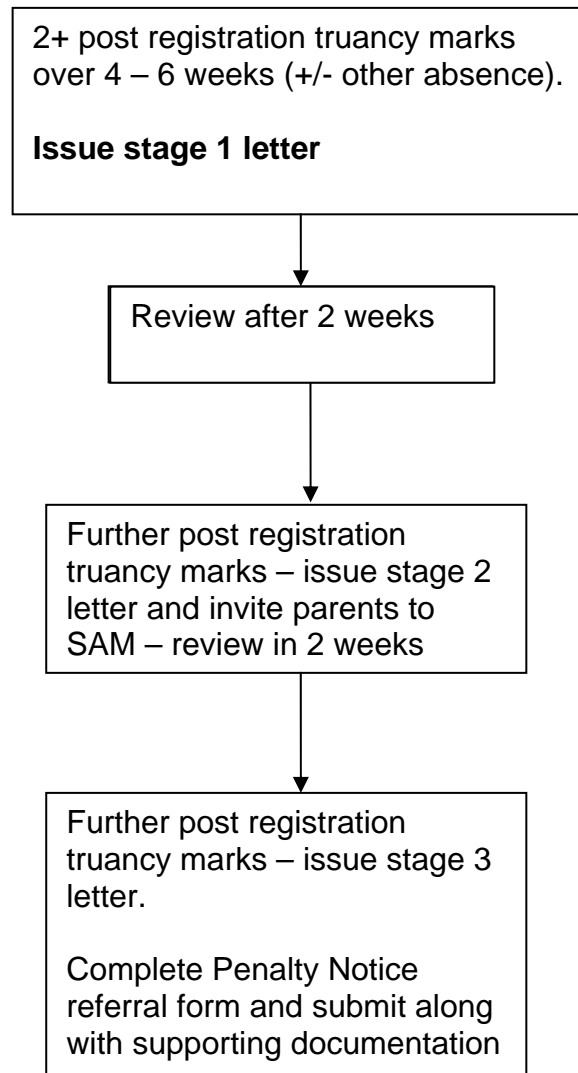 2+ post registration truancy marks
over 4 – 6 weeks (+/- other absence).
Issue stage 1 letter
Review after 2 weeks
Further post registration
truancy marks – issue stage 2
letter and invite parents to
SAM – review in 2 weeks
Further post registration
truancy marks – issue stage 3
letter.
Complete Penalty Notice
referral form and submit along
with supporting documentation